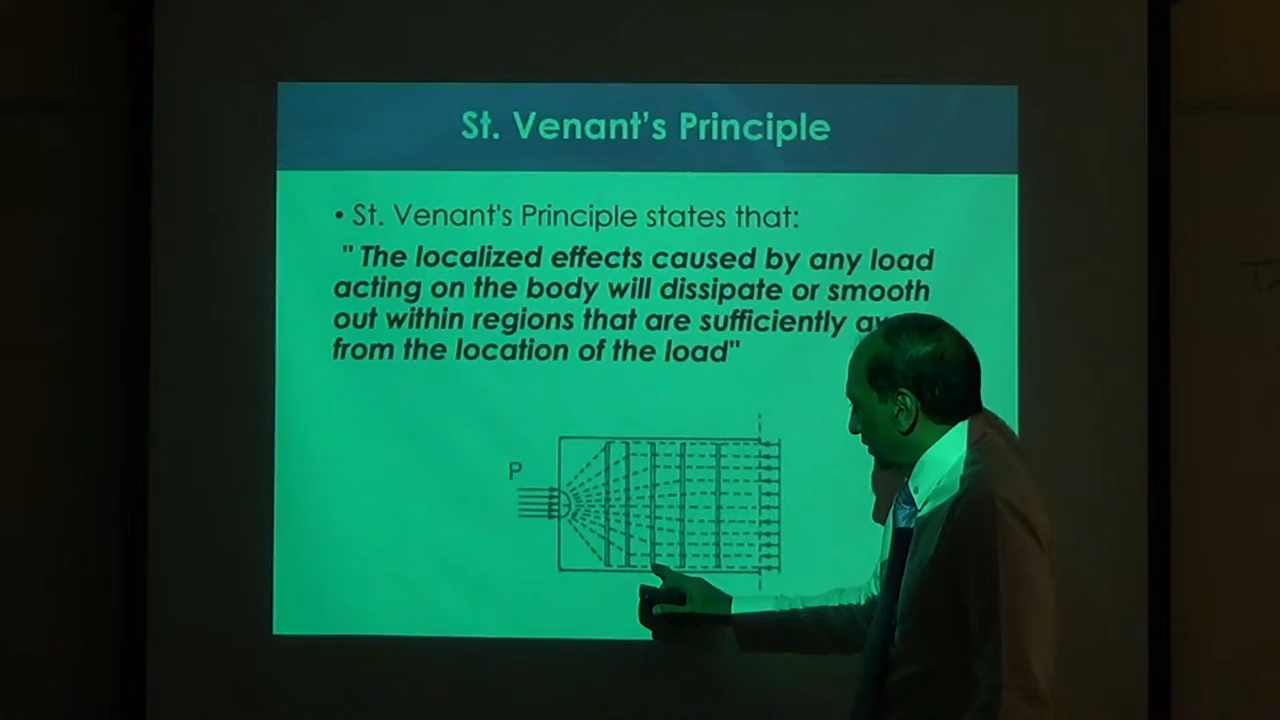 St. Venant's Principle
• St. Venant's Principle states that:
" The localized effects caused by any load
acting on the body will dissipate or smooth
out within regions that are sufficiently
from the location of the load"
P